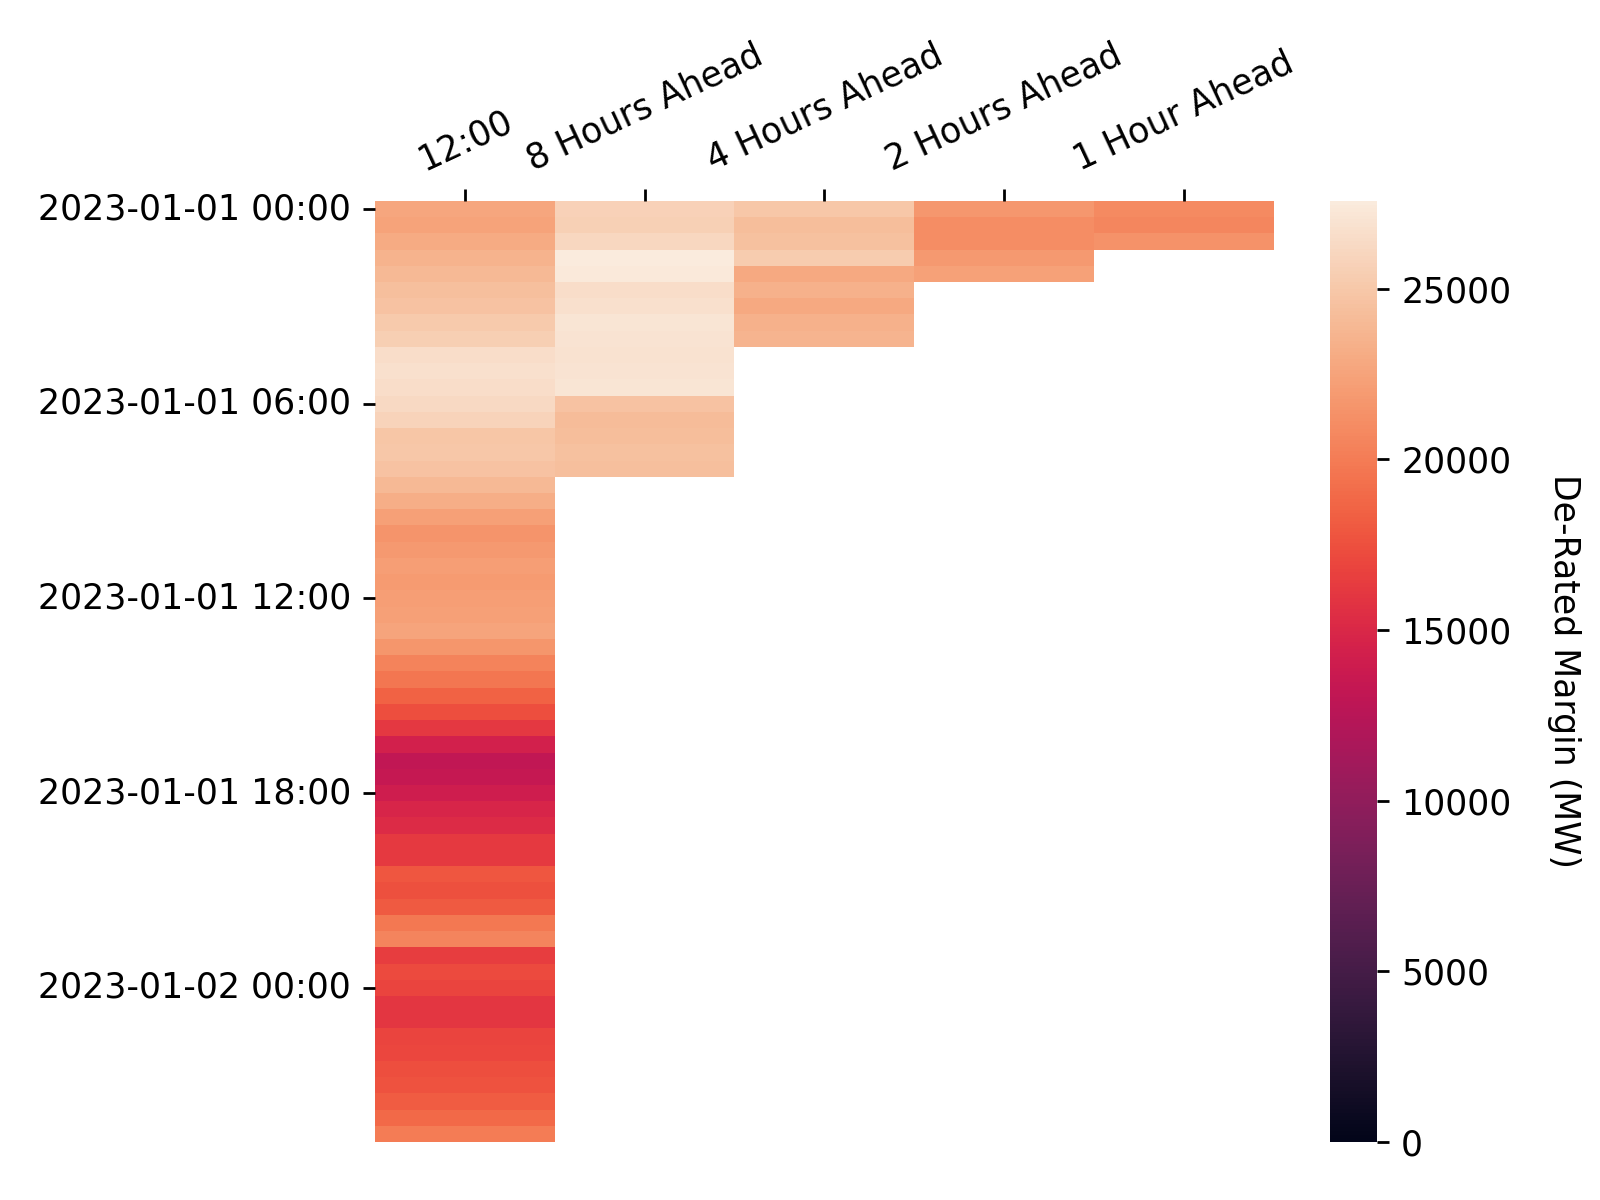 12:00
8 Hours Ahead
4 Hours Ahead
2 Hours Ahead
1 Hour Ahead
2023-01-01 00:00
2023-01-01 06:00
2023-01-01 12:00
2023-01-01 18:00
2023-01-02 00:00
25000
20000
15000
10000
5000
0
De-Rated Margin (MW)